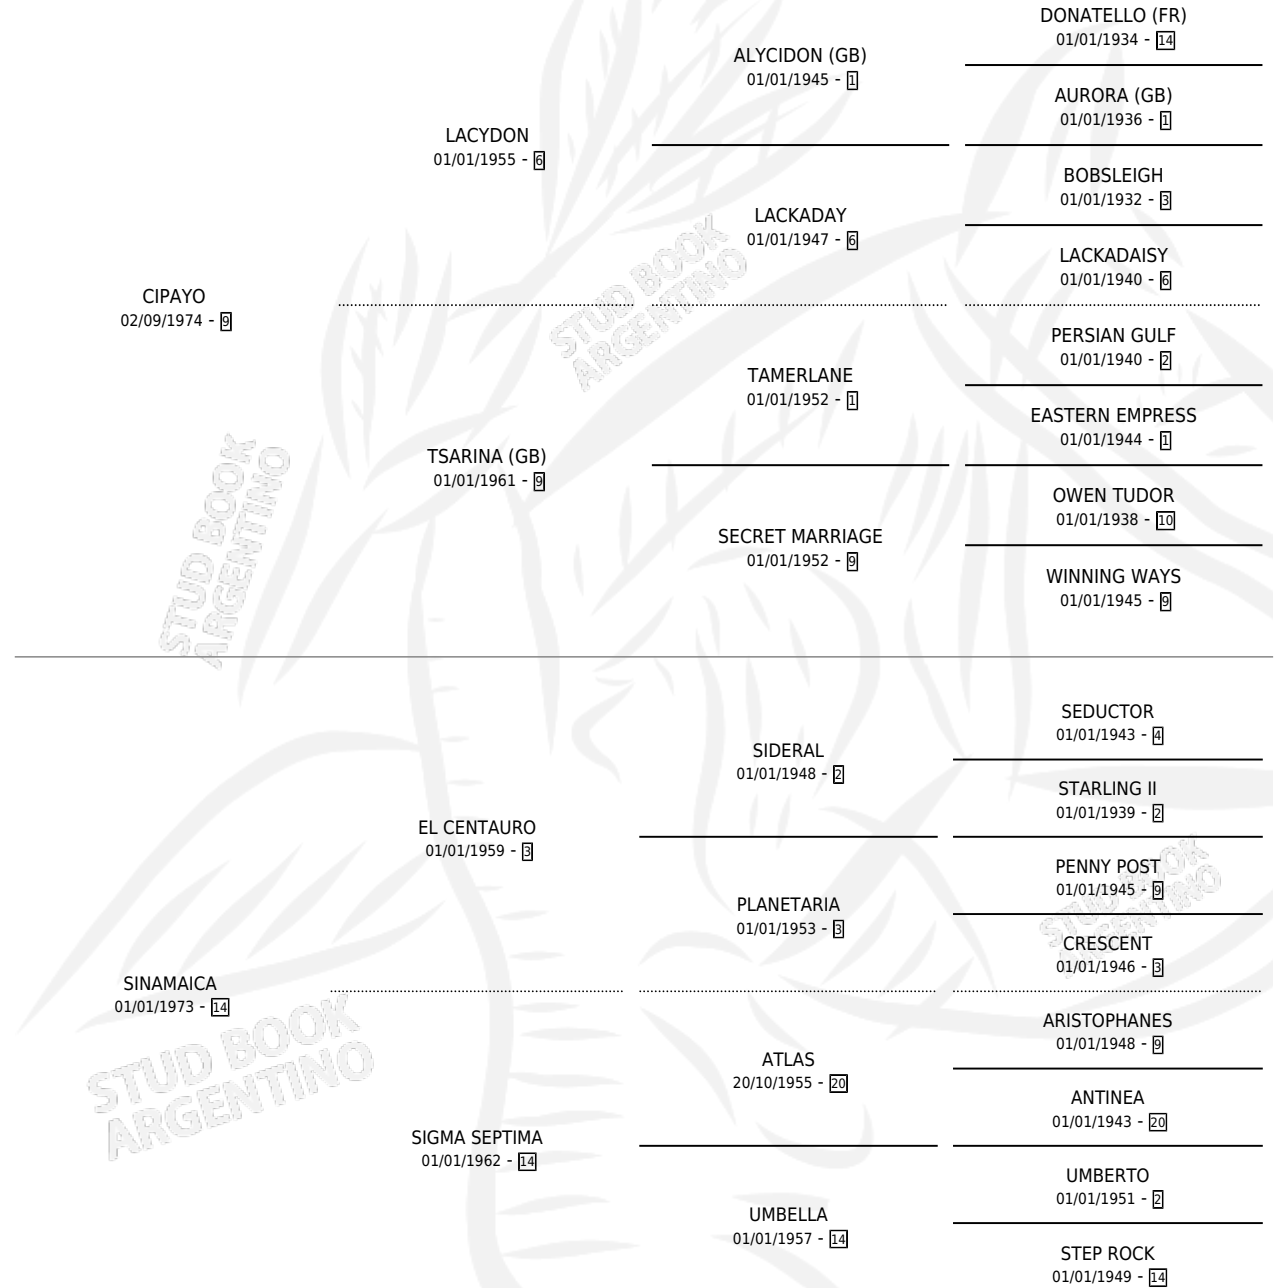 DONATELLO (FR)
01/01/1934 - 14
ALYCIDON (GB)
01/01/1945 - 1
AURORA (GB)
01/01/1936 - 1
LACYDON
01/01/1955 - 6
BOBSLEIGH
01/01/1932 - 3
LACKADAY
01/01/1947 - 6
LACKADAISY
01/01/1940 - 6
CIPAYO
02/09/1974 - 9
PERSIAN GULF
01/01/1940 - 2
TAMERLANE
01/01/1952 - 1
EASTERN EMPRESS
01/01/1944 - 1
TSARINA (GB)
01/01/1961 - 9
OWEN TUDOR
01/01/1938 - 10
SECRET MARRIAGE
01/01/1952 - 9
WINNING WAYS
01/01/1945 - 9
SEDUCTOR
01/01/1943 - 4
SIDERAL
01/01/1948 - 2
STARLING II
01/01/1939 - 2
EL CENTAURO
01/01/1959 - 3
PENNY POST
01/01/1945 - 9
PLANETARIA
01/01/1953 - 3
CRESCENT
01/01/1946 - 3
SINAMAICA
01/01/1973 - 14
ARISTOPHANES
01/01/1948 - 9
ATLAS
20/10/1955 - 20
ANTINEA
01/01/1943 - 20
SIGMA SEPTIMA
01/01/1962 - 14
UMBERTO
01/01/1951 - 2
UMBELLA
01/01/1957 - 14
STEP ROCK
01/01/1949 - 14
STUD BOOK
ARGENTINO
STUD BOOK
ARGENTINO
STUD BOOK
ARGENTINO
STUD BOOK
ARGENTINO